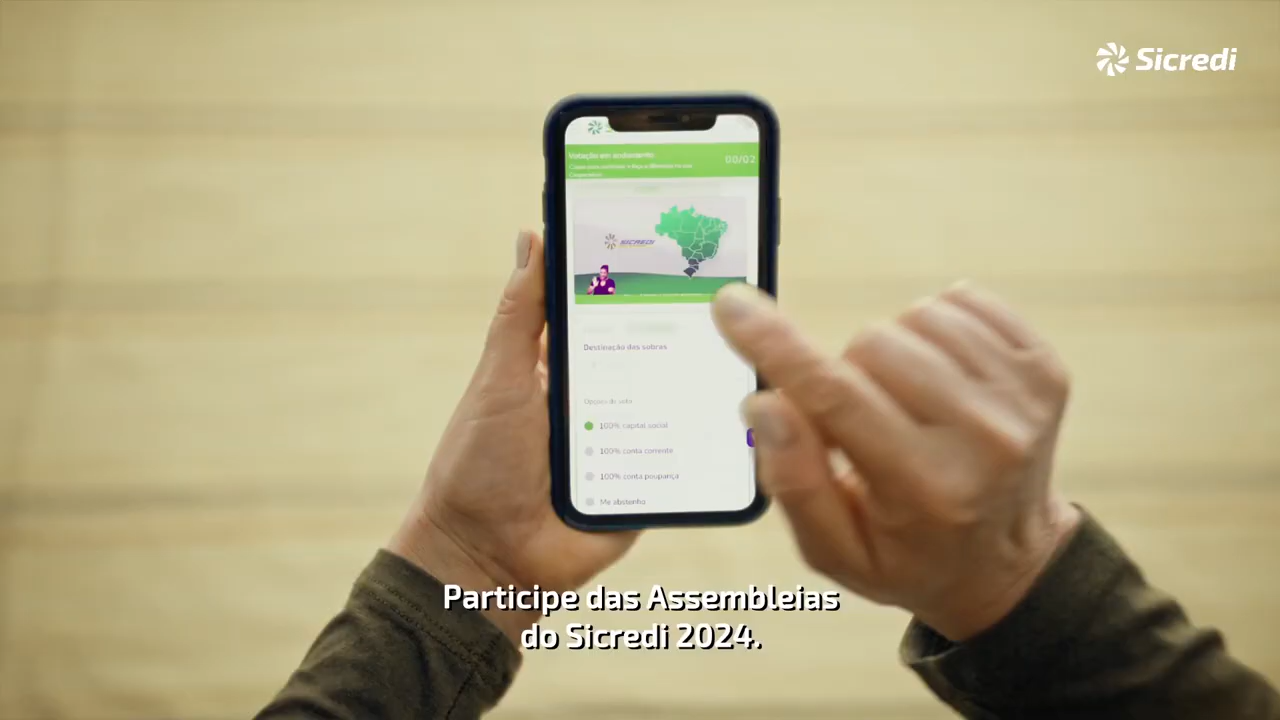 Sicredi
Votação em andamento
00/02
SICREDI
Destinação das sobras
Opções de voto
100% capital social
100% conta corrente
100% conta poupança
Me abstenho
Participe das Assembleias
do Sicredi 2024.